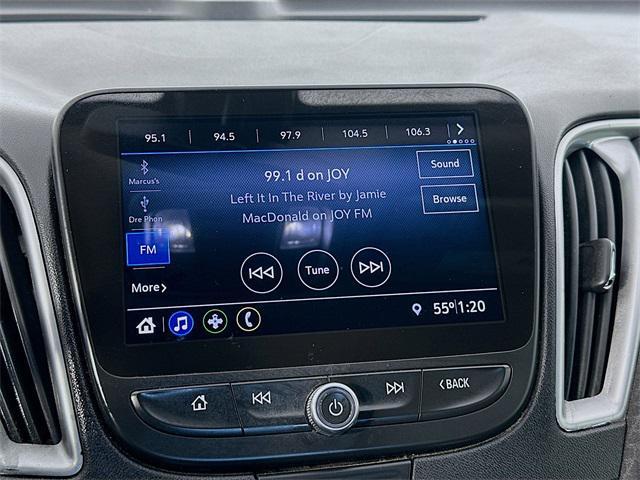 95.1 94.5 97.9 104.5 106.3
Marcus's
99.1 d on JOY
Sound
Left It In The River by Jamie
MacDonald on JOY FM
Browse
Dre Phon
FM
Tune
More
55° 1:20
BACK